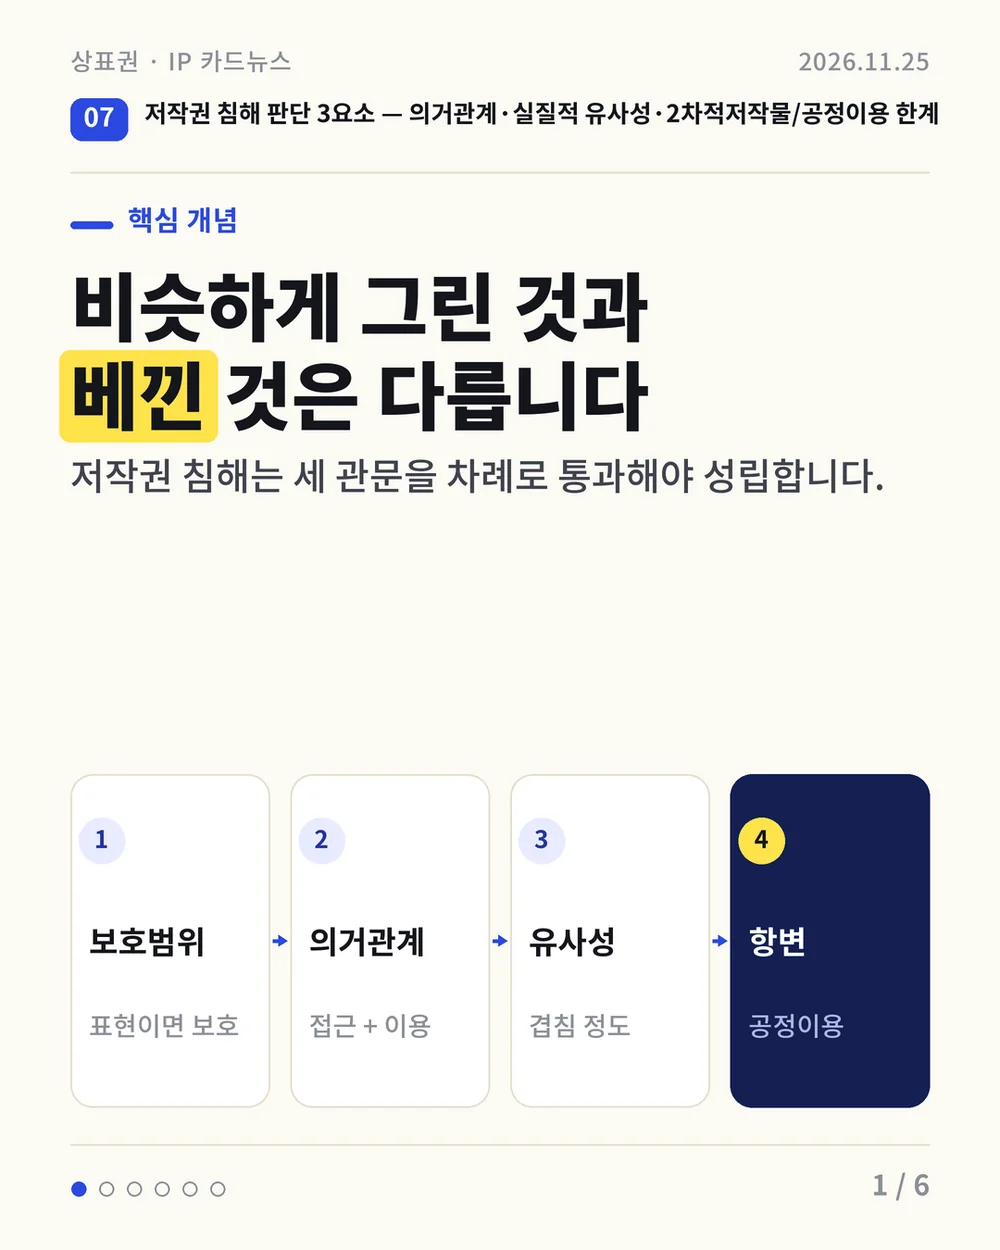 상표권 · IP 카드뉴스
2026.11.25
07
저작권 침해 판단 3요소 — 의거관계·실질적 유사성·2차적저작물/공정이용 한계
핵심 개념
비슷하게 그린 것과
베낀 것은 다릅니다
저작권 침해는 세 관문을 차례로 통과해야 성립합니다.
1
보호범위
표현이면 보호
2
의거관계
접근 + 이용
3
유사성
겹침 정도
4
항변
공정이용
1 / 6